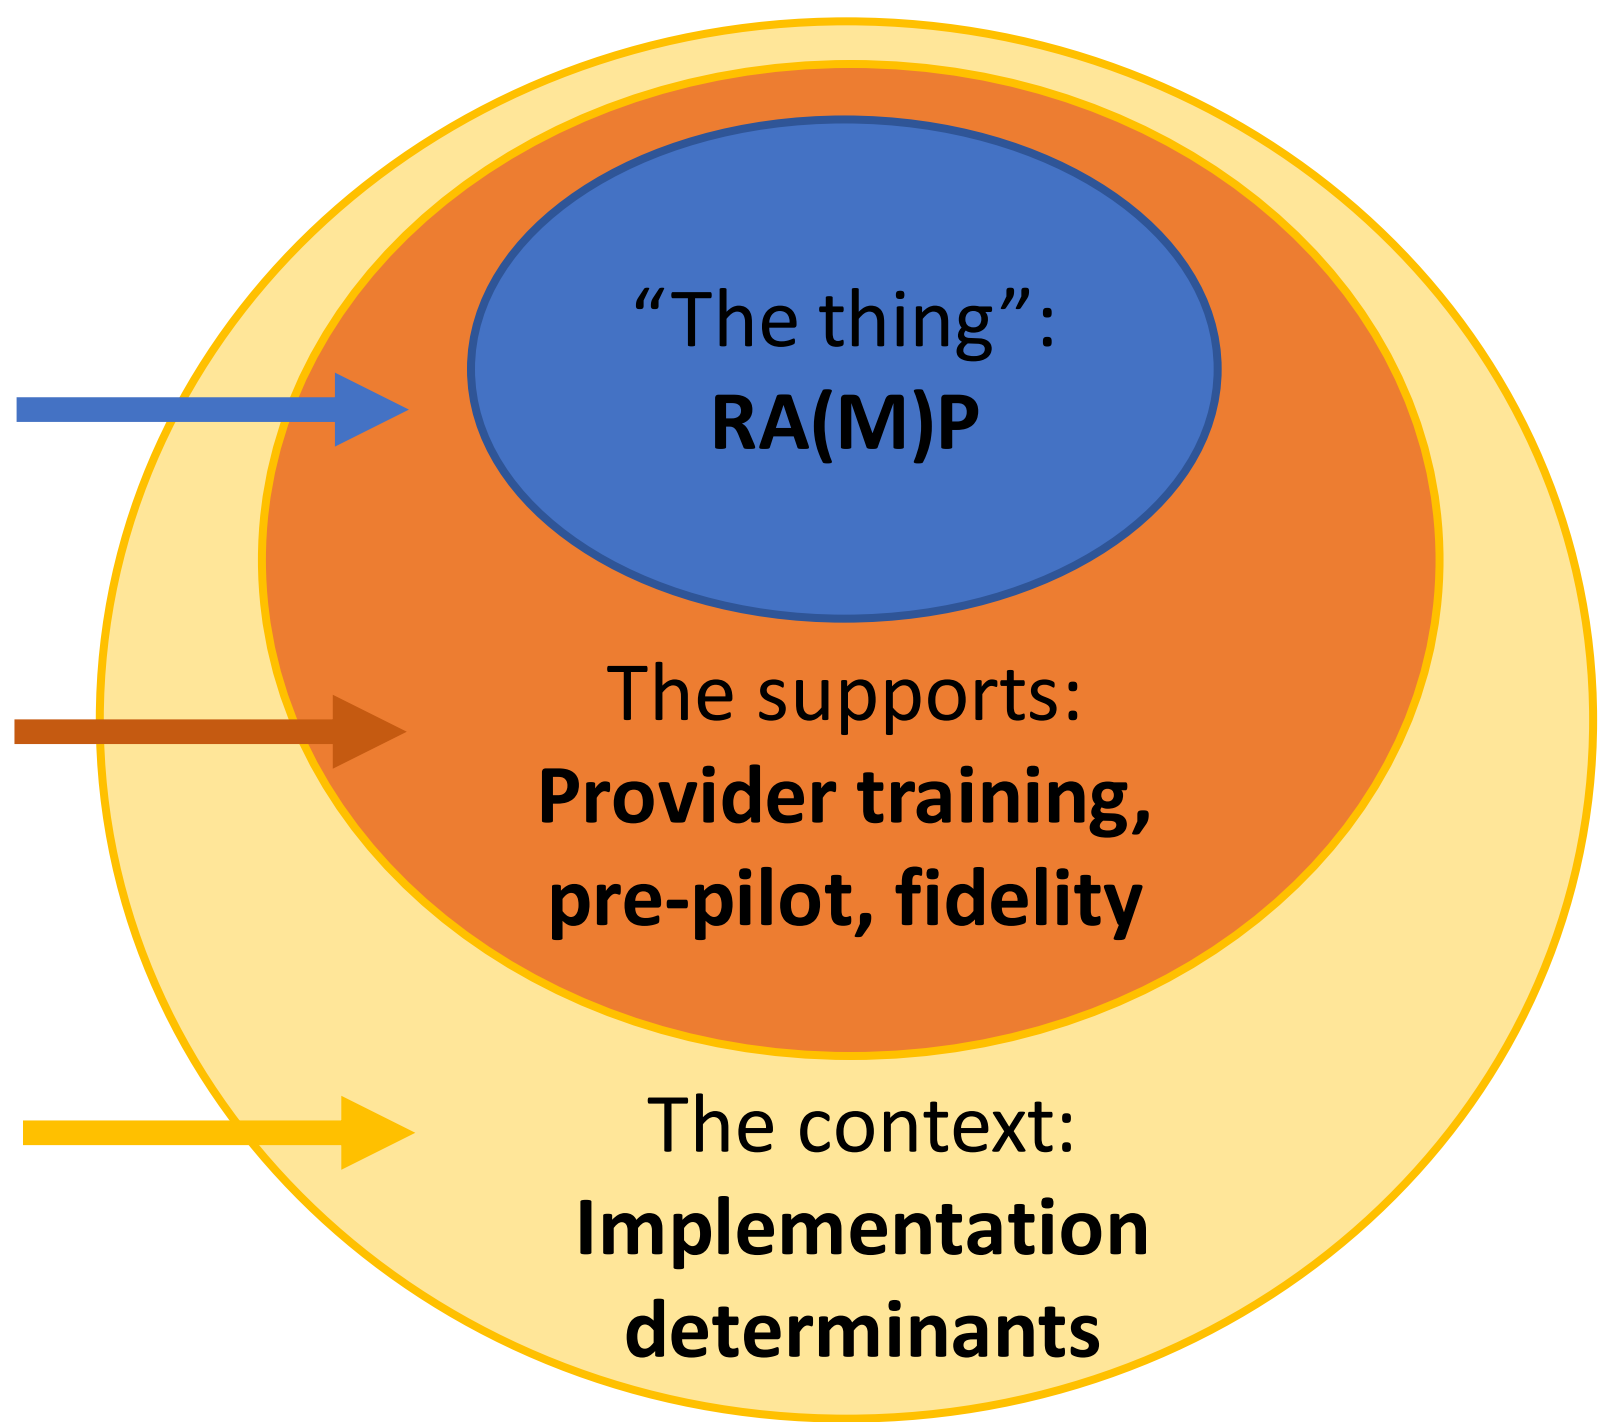 “The thing”:
RA(M)P
The supports:
Provider training,
pre-pilot, fidelity
The context:
Implementation
determinants